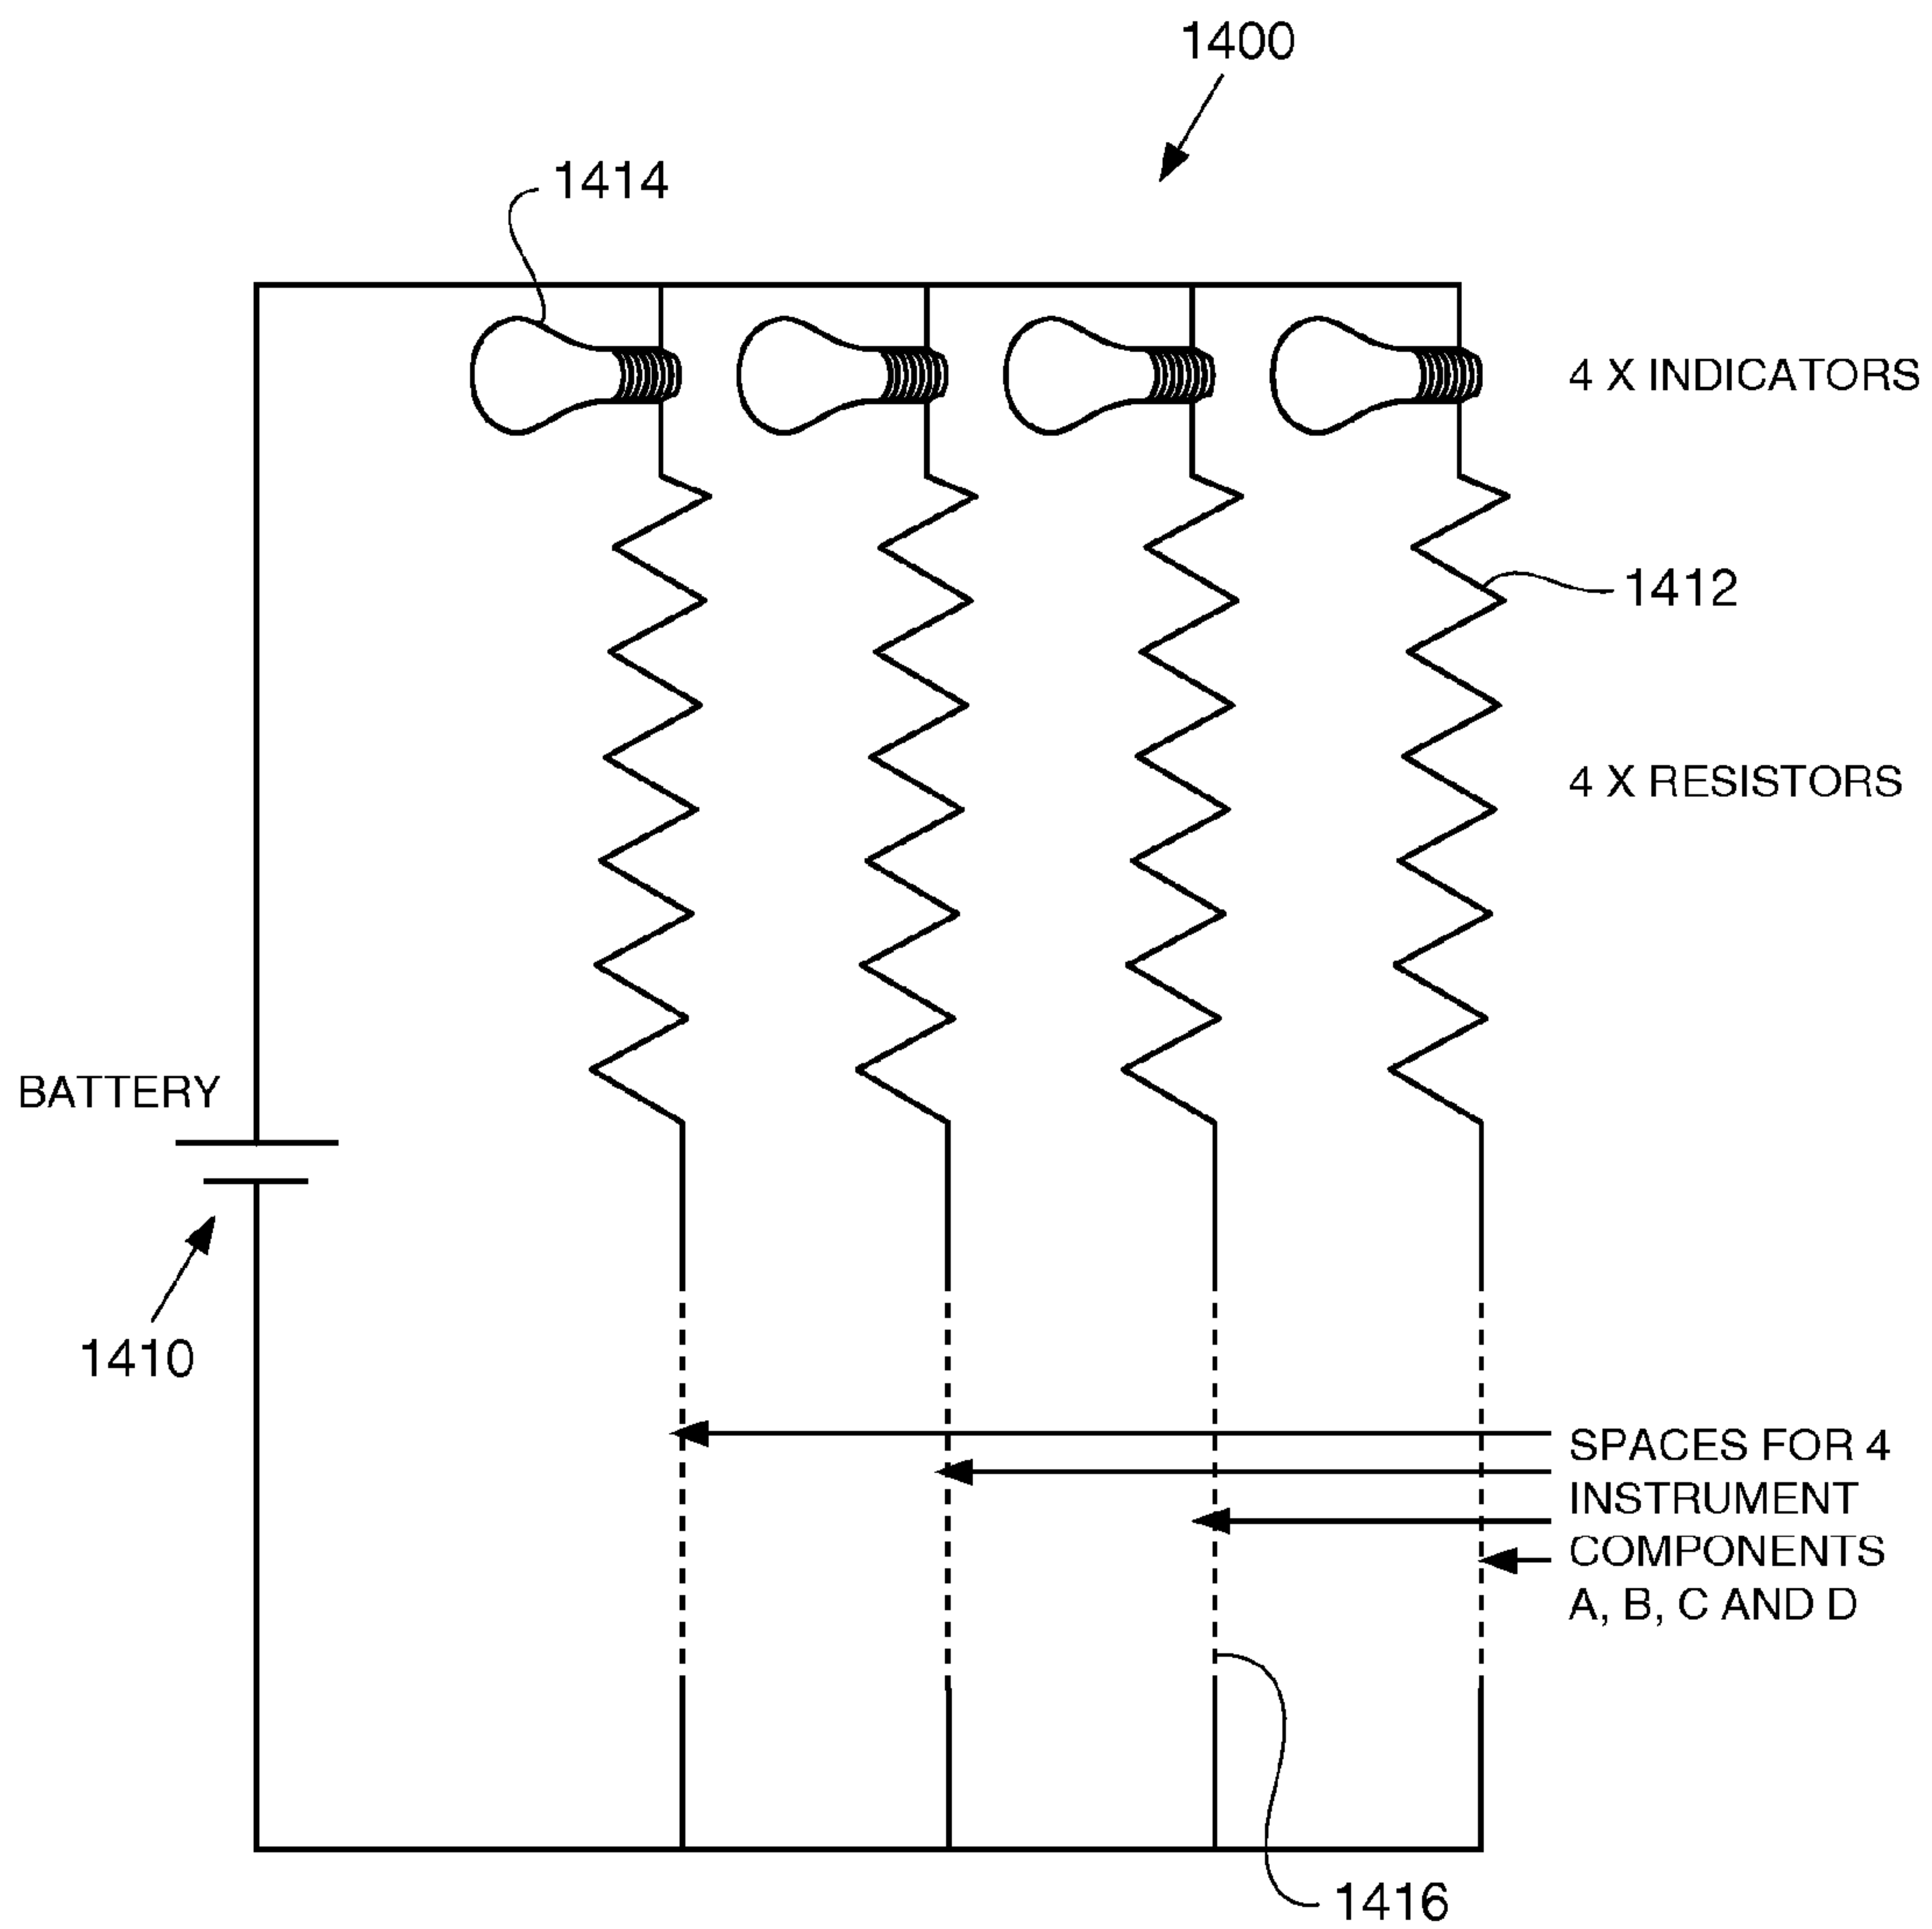 1400
1414
4 X INDICATORS
1412
4 X RESISTORS
BATTERY
1410
SPACES FOR 4
INSTRUMENT
COMPONENTS
A, B, C AND D
1416